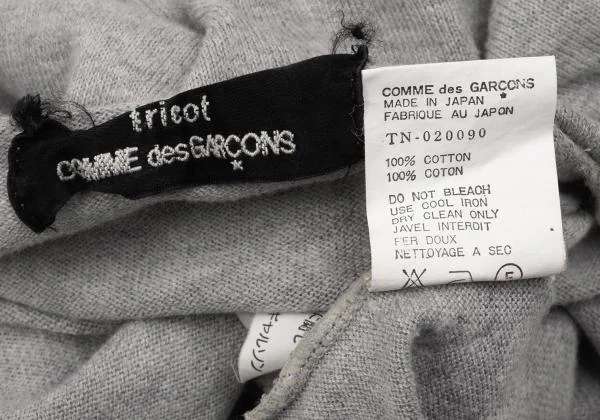 tricot
COMME des GARÇONS
COMME des GARÇONS
MADE IN JAPAN
FABRIQUE AU JAPON
TN-020090
100% COTTON
100% COTON
DO NOT BLEACH
USE COOL IRON
DRY CLEAN ONLY
JAVEL INTERDIT
FER DOUX
NETTOYAGE A SEC